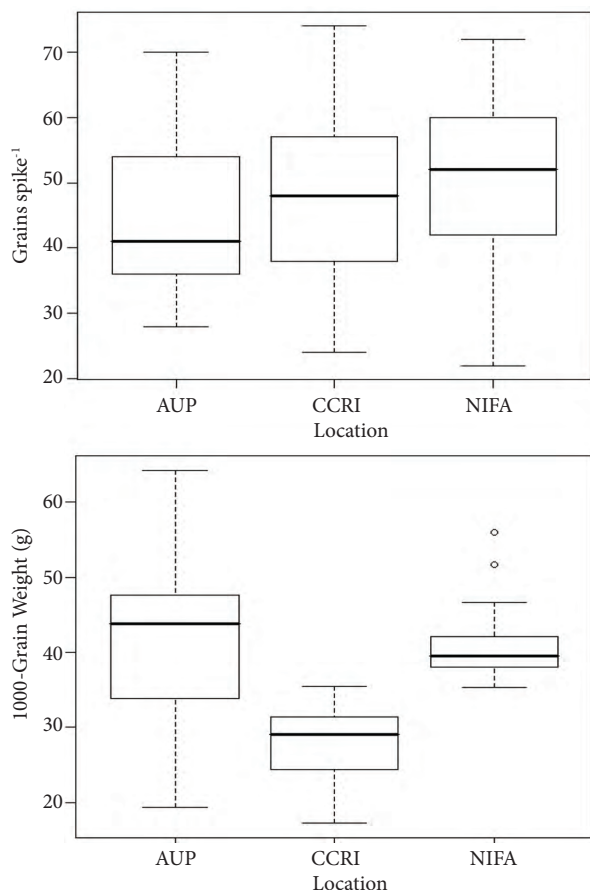 Grains spike⁻¹
70
60
50
40
30
20
AUP CCRI NIFA
Location
1000-Grain Weight (g)
60
50
40
30
20
AUP CCRI NIFA
Location